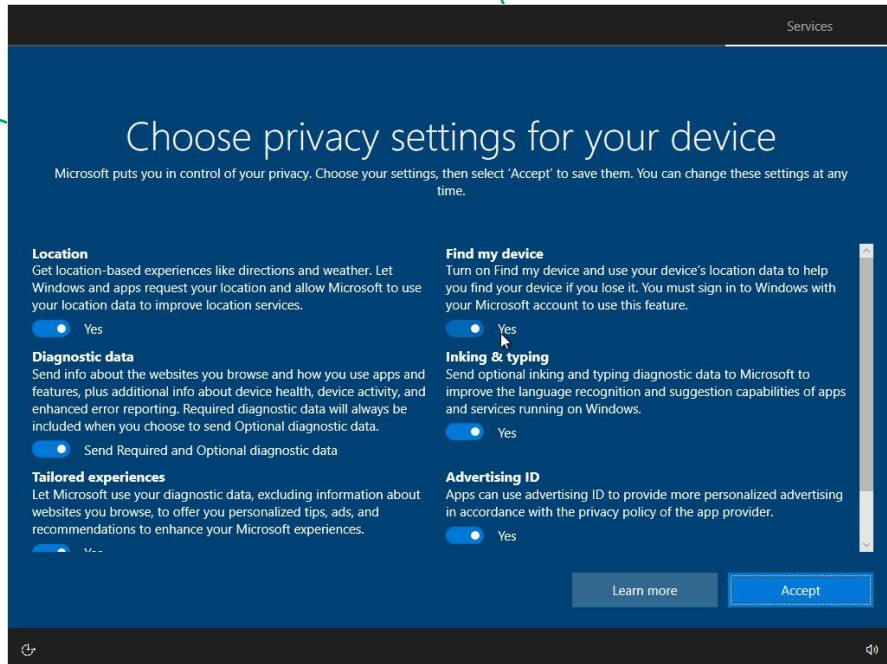 Services
Choose privacy settings for your device
Microsoft puts you in control of your privacy. Choose your settings, then select 'Accept' to save them. You can change these settings at any
time.
Location
Get location-based experiences like directions and weather. Let
Windows and apps request your location and allow Microsoft to use
your location data to improve location services.
Yes
Diagnostic data
Send info about the websites you browse and how you use apps and
features, plus additional info about device health, device activity, and
enhanced error reporting. Required diagnostic data will always be
included when you choose to send Optional diagnostic data.
Send Required and Optional diagnostic data
Tailored experiences
Let Microsoft use your diagnostic data, excluding information about
websites you browse, to offer you personalized tips, ads, and
recommendations to enhance your Microsoft experiences.
Find my device
Turn on Find my device and use your device's location data to help
you find your device if you lose it. You must sign in to Windows with
your Microsoft account to use this feature.
Yes
Inking & typing
Send optional inking and typing diagnostic data to Microsoft to
improve the language recognition and suggestion capabilities of apps
and services running on Windows.
Yes
Advertising ID
Apps can use advertising ID to provide more personalized advertising
in accordance with the privacy policy of the app provider.
Yes
Learn more
Accept